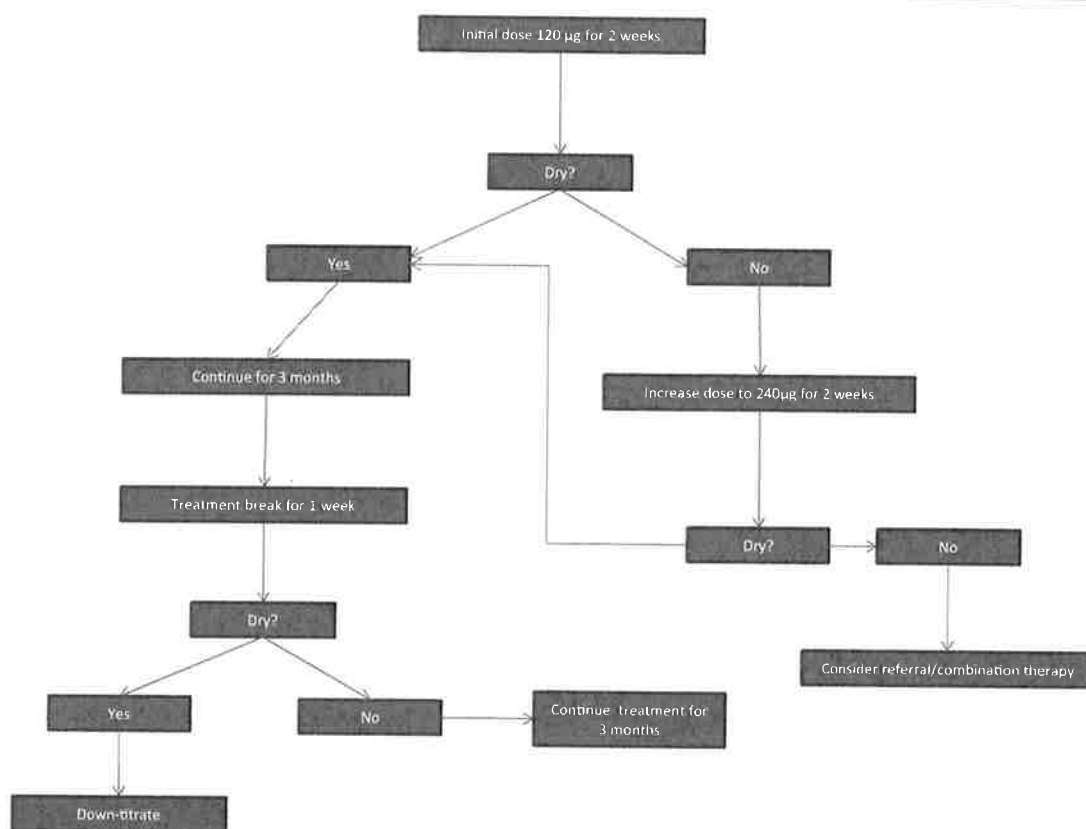 Initial dose 120 µg for 2 weeks
Dry?
Yes
No
Continue for 3 months
Increase dose to 240µg for 2 weeks
Treatment break for 1 week
Dry?
No
Dry?
Consider referral/combination therapy
Yes
No
Continue treatment for
3 months
Down-titrate